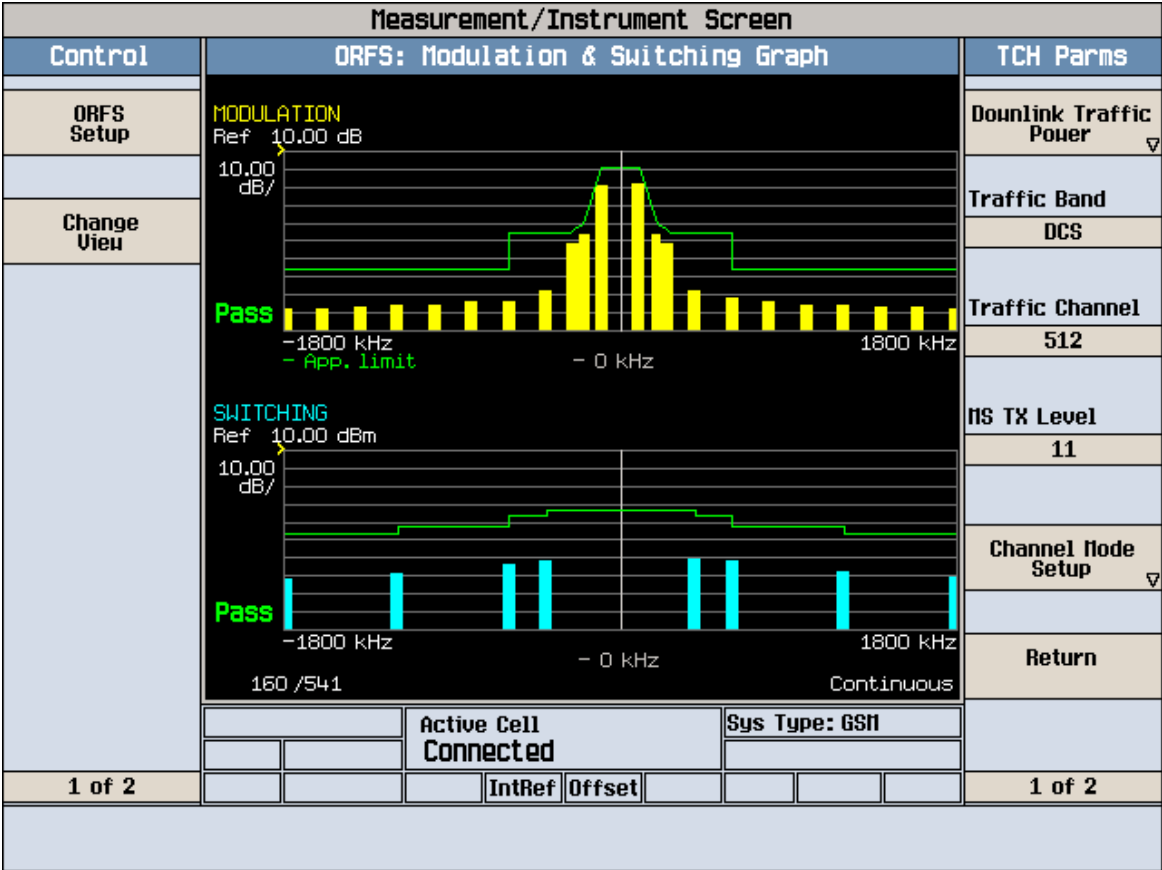 Measurement/Instrument Screen
Control
ORFS: Modulation & Switching Graph
TCH Parms
ORFS
Setup
Change
View
1 of 2
MODULATION
Ref 10.00 dB
10.00
dB/
Pass
-1800 kHz
1800 kHz
- App. limit
- 0 kHz
SWITCHING
Ref 10.00 dBm
10.00
dB/
Pass
-1800 kHz
1800 kHz
- 0 kHz
160 /541
Continuous
Active Cell
Connected
Sys Type: GSM
IntRef
Offset
Downlink Traffic
Power
Traffic Band
DCS
Traffic Channel
512
MS TX Level
11
Channel Mode
Setup
Return
1 of 2